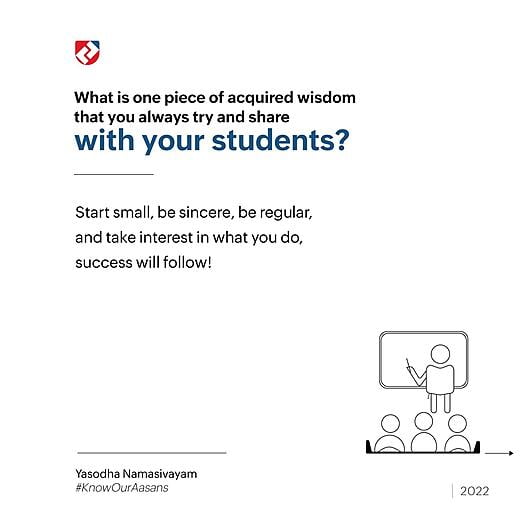 What is one piece of acquired wisdom
that you always try and share
with your students?
Start small, be sincere, be regular,
and take interest in what you do,
success will follow!
Yasodha Namasivayam
#KnowOurAasans
2022